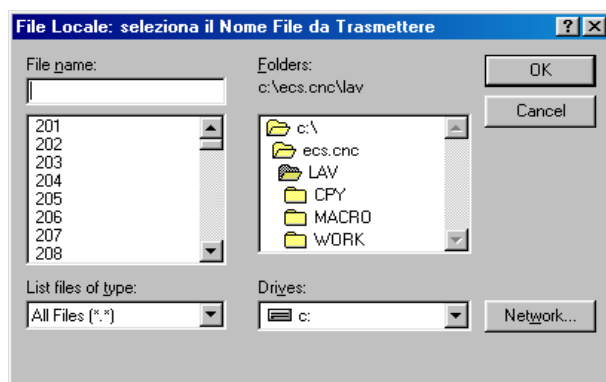 File Locale: seleziona il Nome File da Trasmettere
File name:
Folders:
c:\ecs.cnc\lav
OK
Cancel
201
202
203
204
205
206
207
208
c:\
ecs.cnc
LAV
CPY
MACRO
WORK
List files of type:
All Files (*.*)
Drives:
c:
Network...